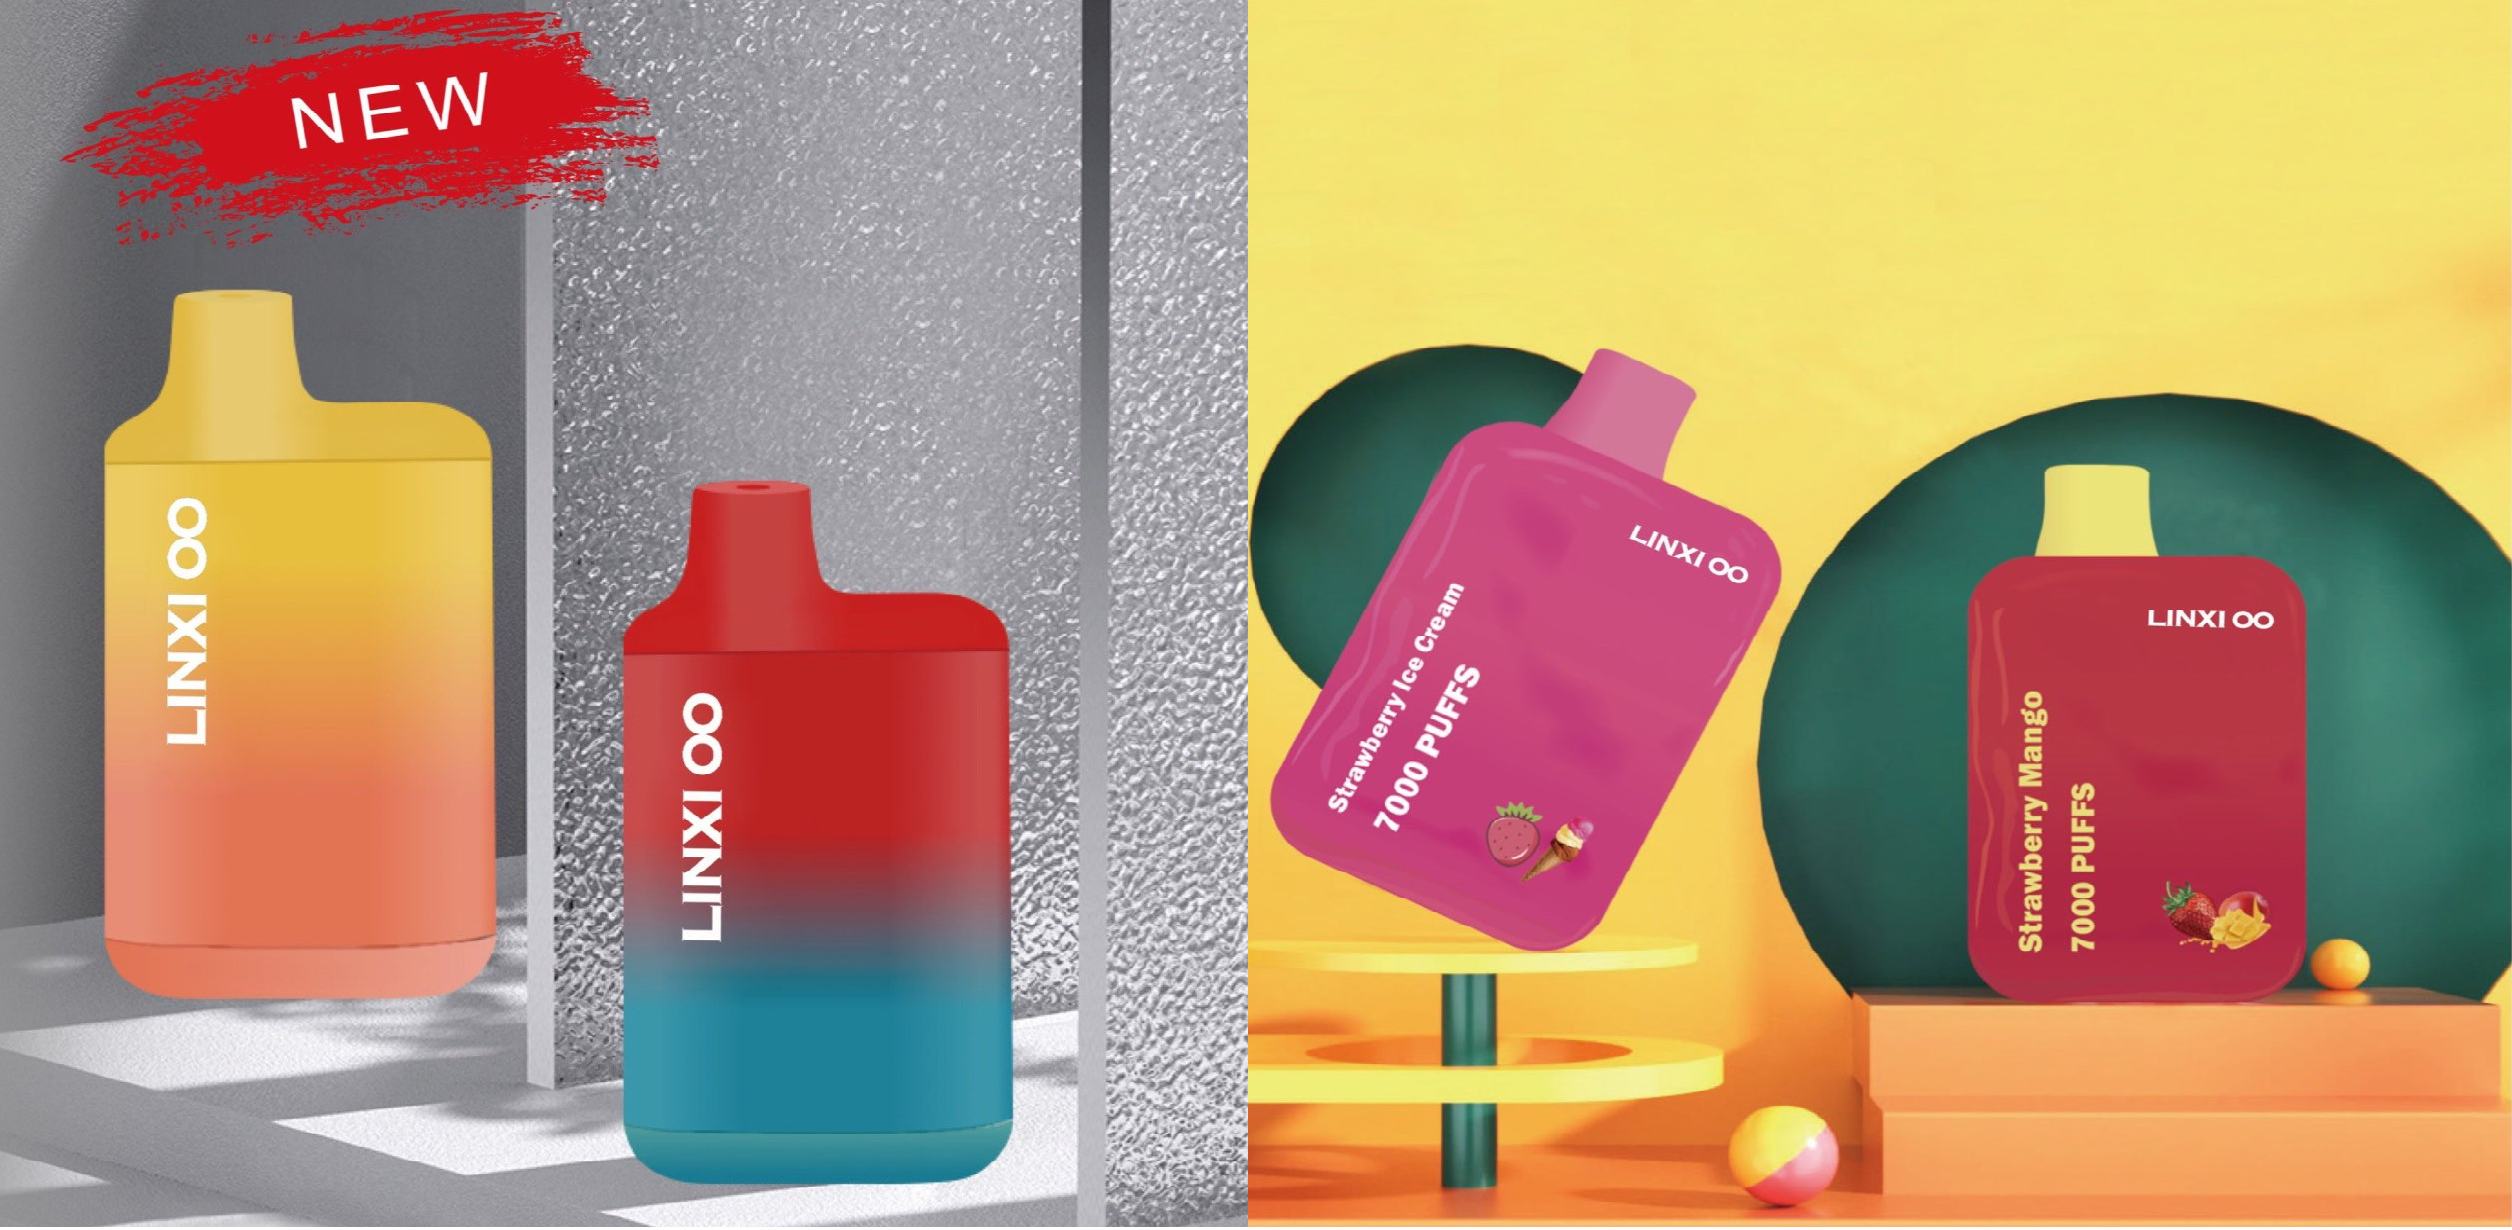 NEW
LINXI OO
LINXI OO
LINXI OO
Strawberry Ice Cream
7000 PUFFS
LINXI OO
Strawberry Mango
7000 PUFFS